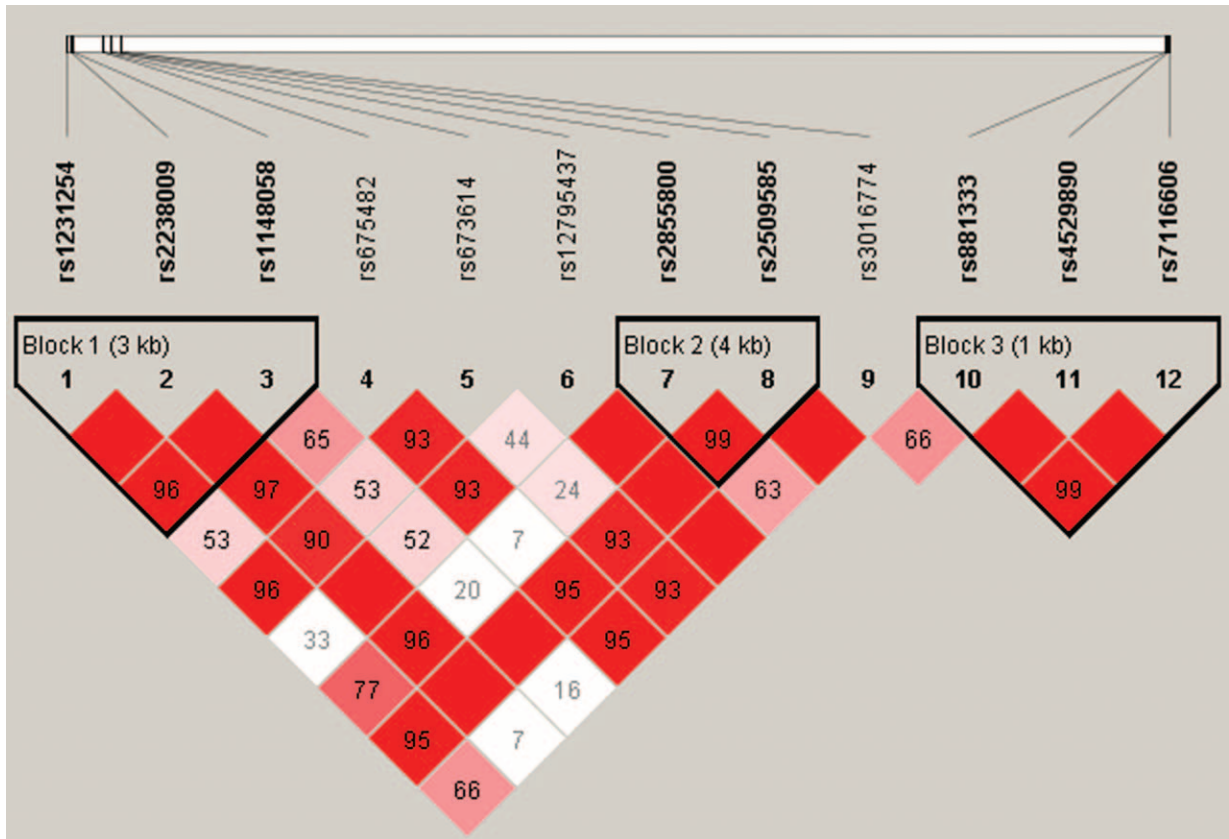 rs1231254
rs2238009
rs1148058
rs675482
rs673614
rs12795437
rs2855800
rs2509585
rs3016774
rs881333
rs4529890
rs7116606
Block 1 (3 kb)
Block 2 (4 kb)
Block 3 (1 kb)
1 2 3 4 5 6 7 8 9 10 11 12
65 93 44 99 66
96 97 53 93 24 63 99
53 90 52 7 93
96 20 95 93
33 96 95
77 16
95 7
66